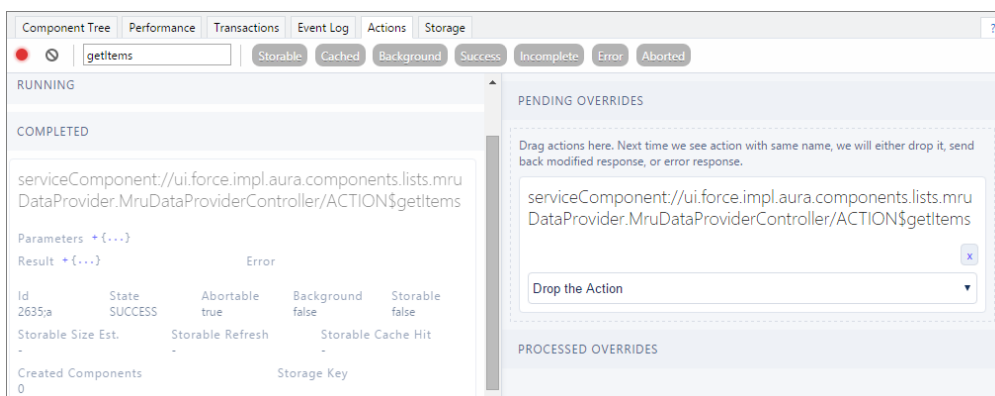 Component Tree Performance Transactions Event Log Actions Storage ?
getItems Storable Cached Background Success Incomplete Error Aborted
RUNNING
COMPLETED
serviceComponent://ui.force.impl.aura.components.lists.mru
DataProvider.MruDataProviderController/ACTION$getItems
Parameters + {...}
Result + {...} Error
Id State Abortable Background Storable
2635;a SUCCESS true false false
Storable Size Est. Storable Refresh Storable Cache Hit
- - -
Created Components Storage Key
0
PENDING OVERRIDES
Drag actions here. Next time we see action with same name, we will either drop it, send
back modified response, or error response.
serviceComponent://ui.force.impl.aura.components.lists.mru
DataProvider.MruDataProviderController/ACTION$getItems
x
Drop the Action
PROCESSED OVERRIDES